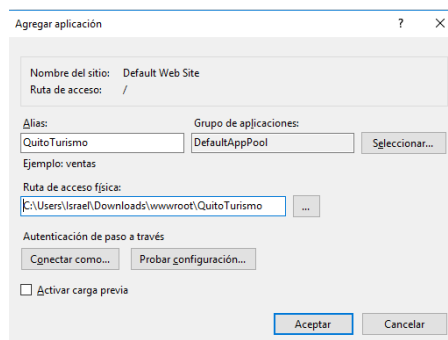 Agregar aplicación ? ×
Nombre del sitio: Default Web Site
Ruta de acceso: /
Alias: Grupo de aplicaciones:
QuitoTurismo DefaultAppPool Seleccionar...
Ejemplo: ventas
Ruta de acceso física:
C:\Users\Israel\Downloads\wwwroot\QuitoTurismo ...
Autenticación de paso a través
Conectar como... Probar configuración...
Activar carga previa
Aceptar Cancelar